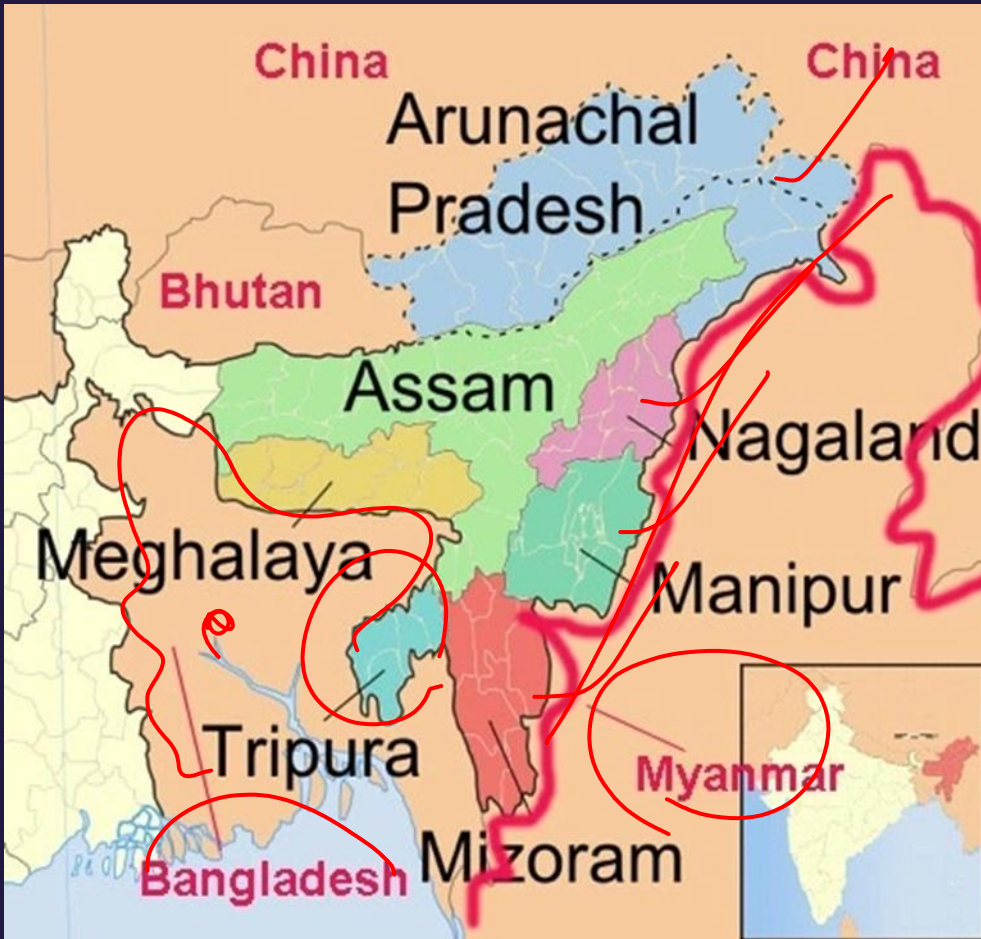 China
China
Arunachal
Pradesh
Bhutan
Assam
Nagaland
Meghalaya
Manipur
Tripura
Myanmar
Mizoram
Bangladesh